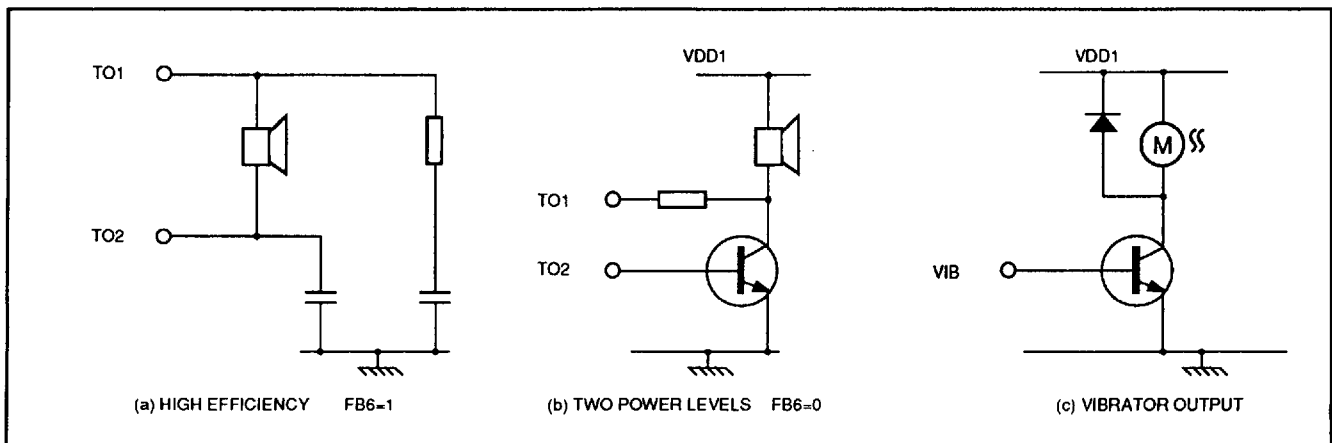 TO1
TO2
(a) HIGH EFFICIENCY FB6=1
VDD1
TO1
TO2
(b) TWO POWER LEVELS FB6=0
VDD1
M
VIB
(c) VIBRATOR OUTPUT